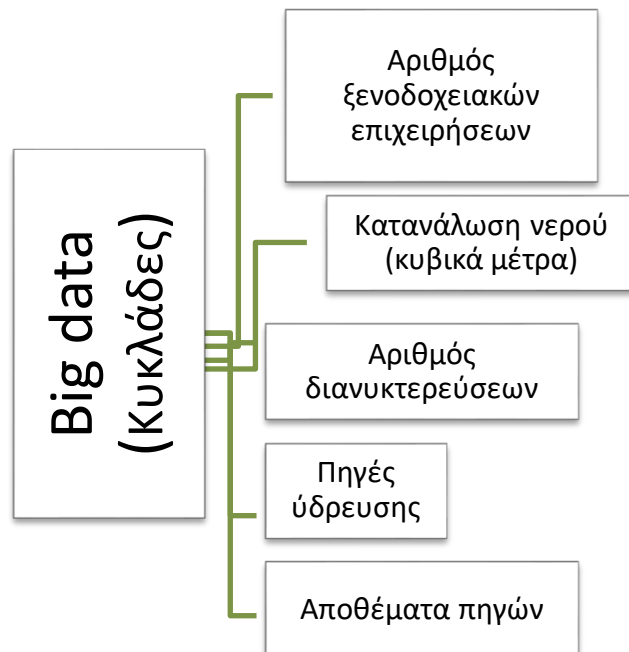 Big data
(Κυκλάδες)
Αριθμός
ξενοδοχειακών
επιχειρήσεων
Κατανάλωση νερού
(κυβικά μέτρα)
Αριθμός
διανυκτερεύσεων
Πηγές
ύδρευσης
Αποθέματα πηγών